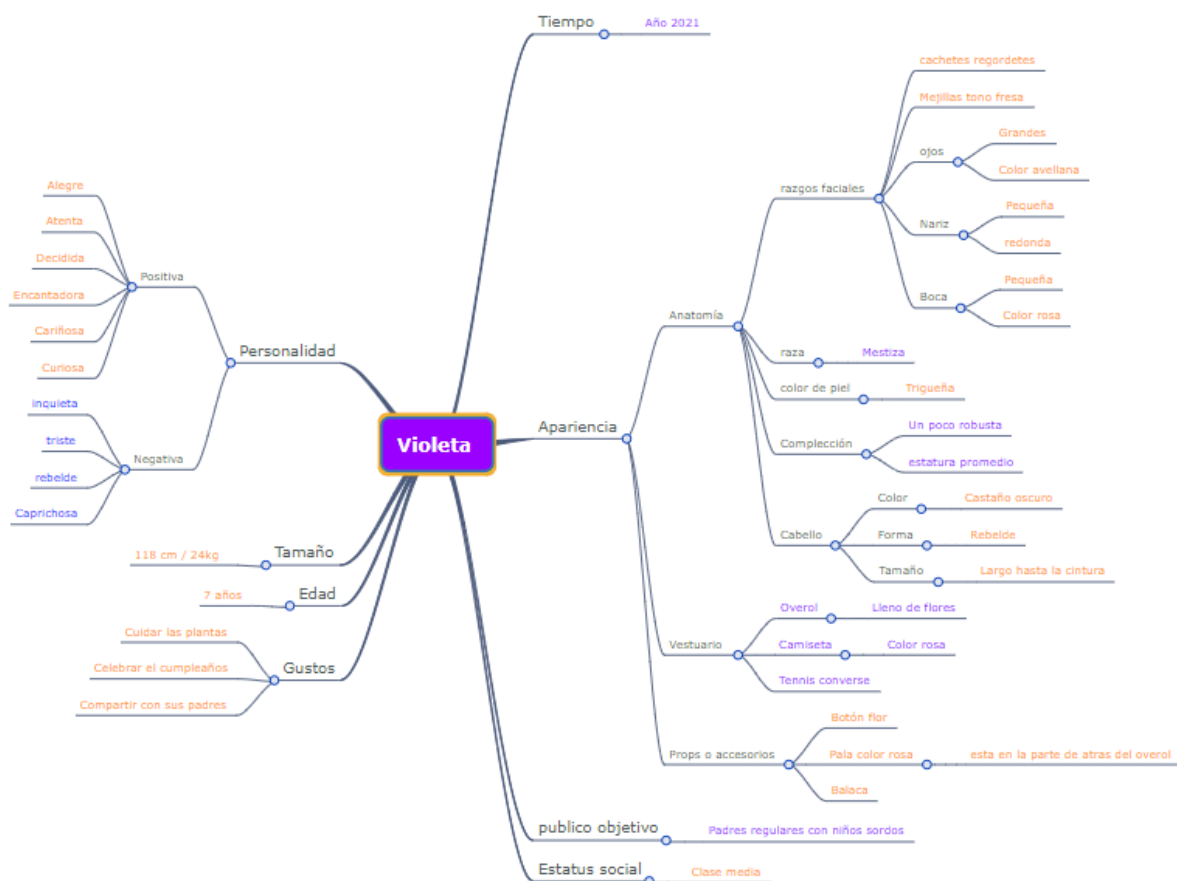 Violeta
Tiempo
Año 2021
Apariencia
Anatomía
razgos faciales
cachetes regordetes
Mejillas tono fresa
ojos
Grandes
Color avellana
Nariz
Pequeña
redonda
Boca
Pequeña
Color rosa
raza
Mestiza
color de piel
Trigueña
Complección
Un poco robusta
estatura promedio
Cabello
Color
Castaño oscuro
Forma
Rebelde
Tamaño
Largo hasta la cintura
Vestuario
Overol
Lleno de flores
Camiseta
Color rosa
Tennis converse
Props o accesorios
Botón flor
Pala color rosa
esta en la parte de atras del overol
Balaca
publico objetivo
Padres regulares con niños sordos
Estatus social
Clase media
Personalidad
Positiva
Alegre
Atenta
Decidida
Encantadora
Cariñosa
Curiosa
Negativa
inquieta
triste
rebelde
Caprichosa
Tamaño
118 cm / 24kg
Edad
7 años
Gustos
Cuidar las plantas
Celebrar el cumpleaños
Compartir con sus padres